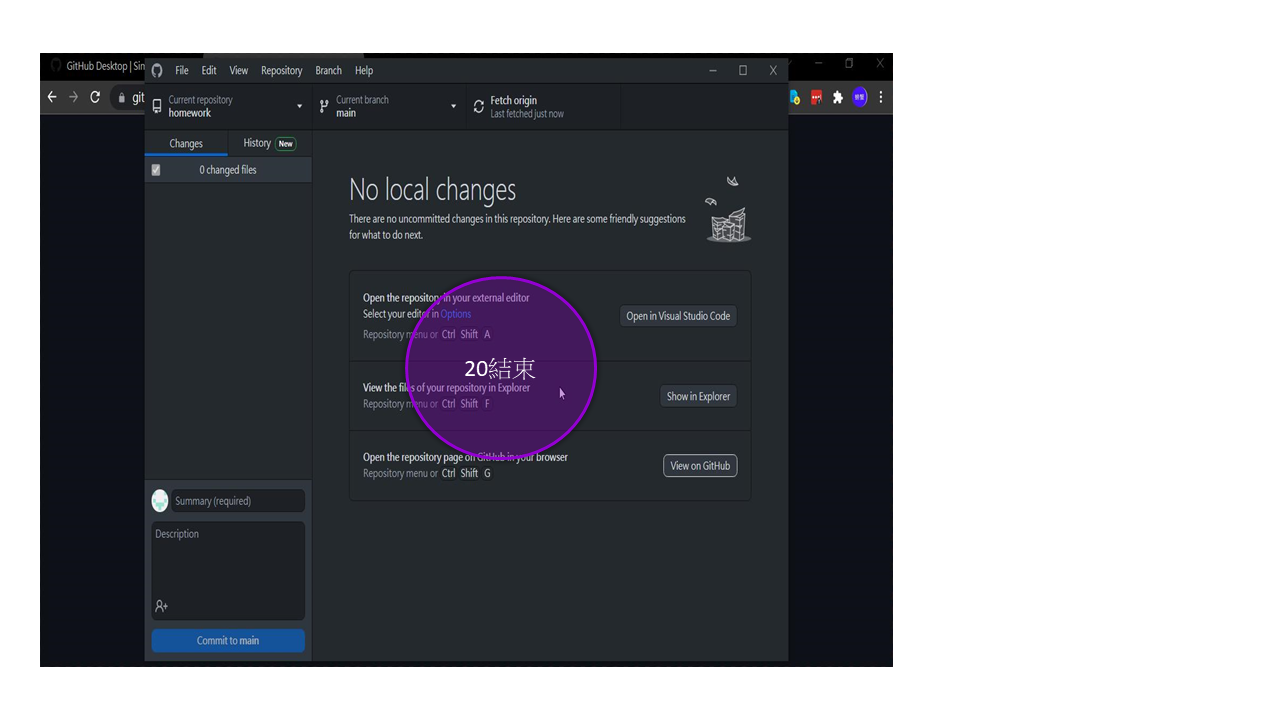 GitHub Desktop | Sin
File Edit View Repository Branch Help
git
Current repository
homework
Current branch
main
Fetch origin
Last fetched just now
Changes
History New
0 changed files
No local changes
There are no uncommitted changes in this repository. Here are some friendly suggestions
for what to do next.
Open the repository in your external editor
Select your editor in Options
Repository menu or Ctrl Shift A
Open in Visual Studio Code
20結束
View the files of your repository in Explorer
Repository menu or Ctrl Shift F
Show in Explorer
Open the repository page on GitHub in your browser
Repository menu or Ctrl Shift G
View on GitHub
Summary (required)
Description
Commit to main